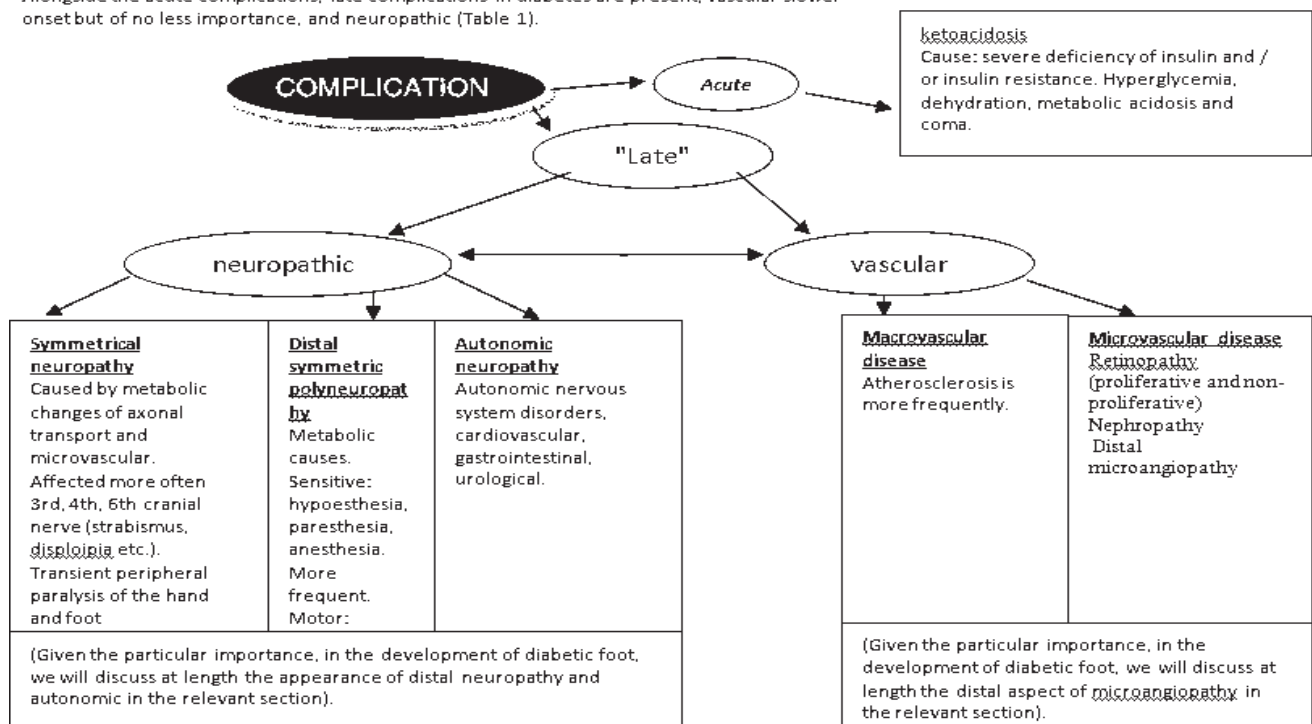 Alongside the acute complications, late complications in diabetes are present, vascular slower
onset but of no less importance, and neuropathic (Table 1).
ketoacidosis
Cause: severe deficiency of insulin and /
or insulin resistance. Hyperglycemia,
dehydration, metabolic acidosis and
coma.
COMPLICATION
Acute
"Late"
neuropathic
vascular
Symmetrical
neuropathy
Caused by metabolic
changes of axonal
transport and
microvascular.
Affected more often
3rd, 4th, 6th cranial
nerve (strabismus,
disploipia etc.).
Transient peripheral
paralysis of the hand
and foot
Distal
symmetric
polyneuropat
hy
Metabolic
causes.
Sensitive:
hypoesthesia,
paresthesia,
anesthesia.
More
frequent.
Motor:
Autonomic
neuropathy
Autonomic nervous
system disorders,
cardiovascular,
gastrointestinal,
urological.
Macrovascular
disease
Atherosclerosis is
more frequently.
Microvascular disease
Retinopathy
(proliferative and non-
proliferative)
Nephropathy
Distal
microangiopathy
(Given the particular importance, in the development of diabetic foot,
we will discuss at length the appearance of distal neuropathy and
autonomic in the relevant section).
(Given the particular importance, in the
development of diabetic foot, we will discuss at
length the distal aspect of microangiopathy in
the relevant section).